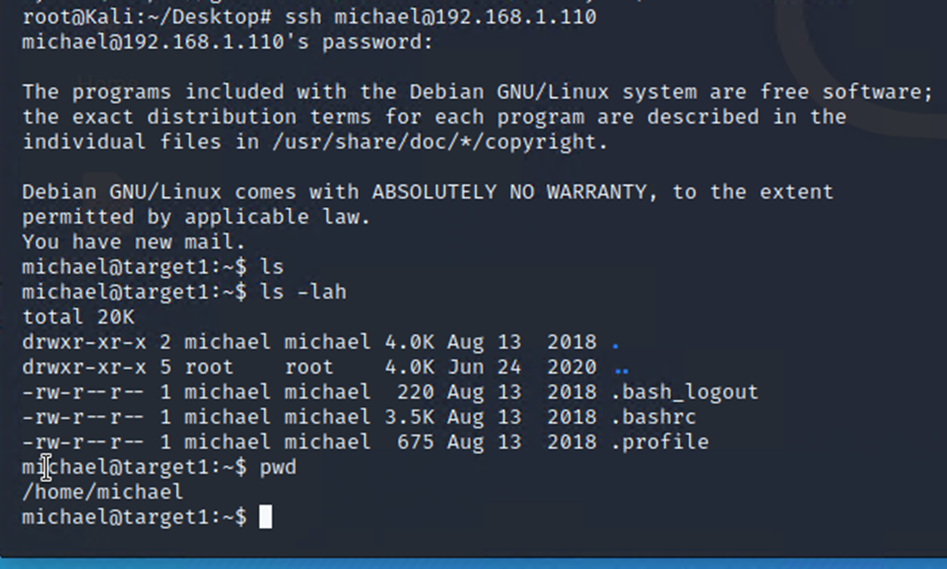 root@Kali:~/Desktop# ssh michael@192.168.1.110
michael@192.168.1.110's password:
The programs included with the Debian GNU/Linux system are free software;
the exact distribution terms for each program are described in the
individual files in /usr/share/doc/*/copyright.
Debian GNU/Linux comes with ABSOLUTELY NO WARRANTY, to the extent
permitted by applicable law.
You have new mail.
michael@target1:~$ ls
michael@target1:~$ ls -lah
total 20K
drwxr-xr-x 2 michael michael 4.0K Aug 13  2018 .
drwxr-xr-x 5 root    root    4.0K Jun 24  2020 ..
-rw-r--r-- 1 michael michael  220 Aug 13  2018 .bash_logout
-rw-r--r-- 1 michael michael 3.5K Aug 13  2018 .bashrc
-rw-r--r-- 1 michael michael  675 Aug 13  2018 .profile
michael@target1:~$ pwd
/home/michael
michael@target1:~$